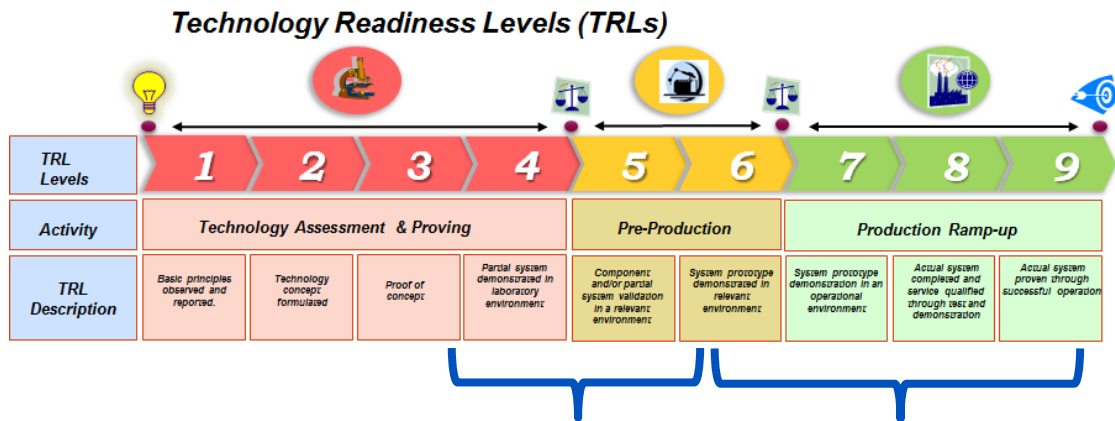 Technology Readiness Levels (TRLs)
TRL
Levels
1 2 3 4 5 6 7 8 9
Activity
Technology Assessment & Proving
Pre-Production
Production Ramp-up
TRL
Description
Basic principles
observed and
reported.
Technology
concept
formulated
Proof of
concept
Partial system
demonstrated in
laboratory
environment
Component
and/or partial
system validation
in a relevant
environment
System prototype
demonstrated in
relevant
environment
System prototype
demonstration in an
operational
environment
Actual system
completed and
service qualified
through test and
demonstration
Actual system
proven through
successful operation